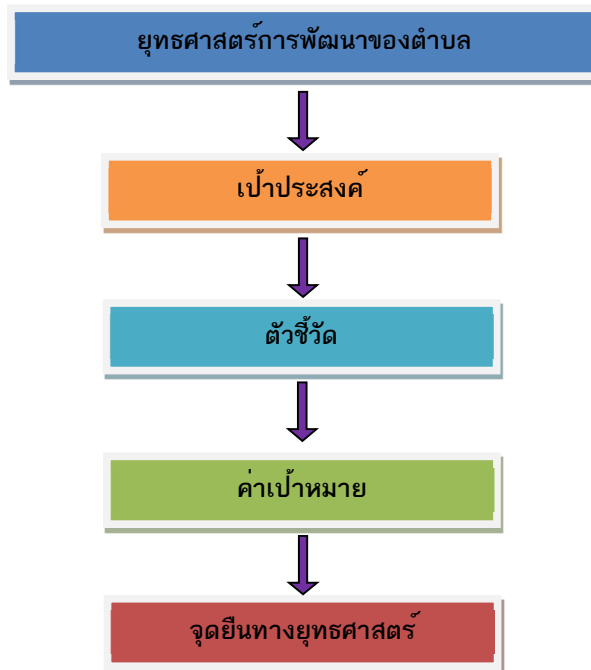 ยุทธศาสตร์การพัฒนาของตำบล
เป้าประสงค์
ตัวชี้วัด
ค่าเป้าหมาย
จุดยืนทางยุทธศาสตร์